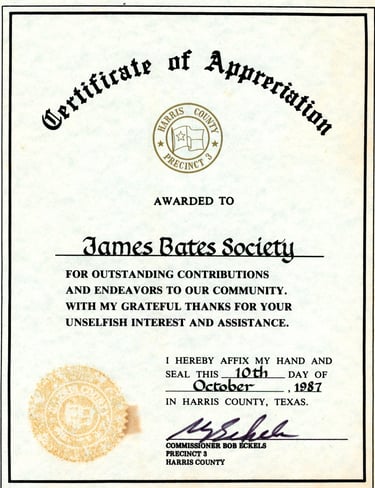 Certificate of Appreciation
HARRIS COUNTY
PRECINCT 3
AWARDED TO
James Bates Society
FOR OUTSTANDING CONTRIBUTIONS
AND ENDEAVORS TO OUR COMMUNITY.
WITH MY GRATEFUL THANKS FOR YOUR
UNSELFISH INTEREST AND ASSISTANCE.
I HEREBY AFFIX MY HAND AND
SEAL THIS 10th DAY OF
October, 1987
IN HARRIS COUNTY, TEXAS.
COMMISSIONER BOB ECKELS
PRECINCT 3
HARRIS COUNTY